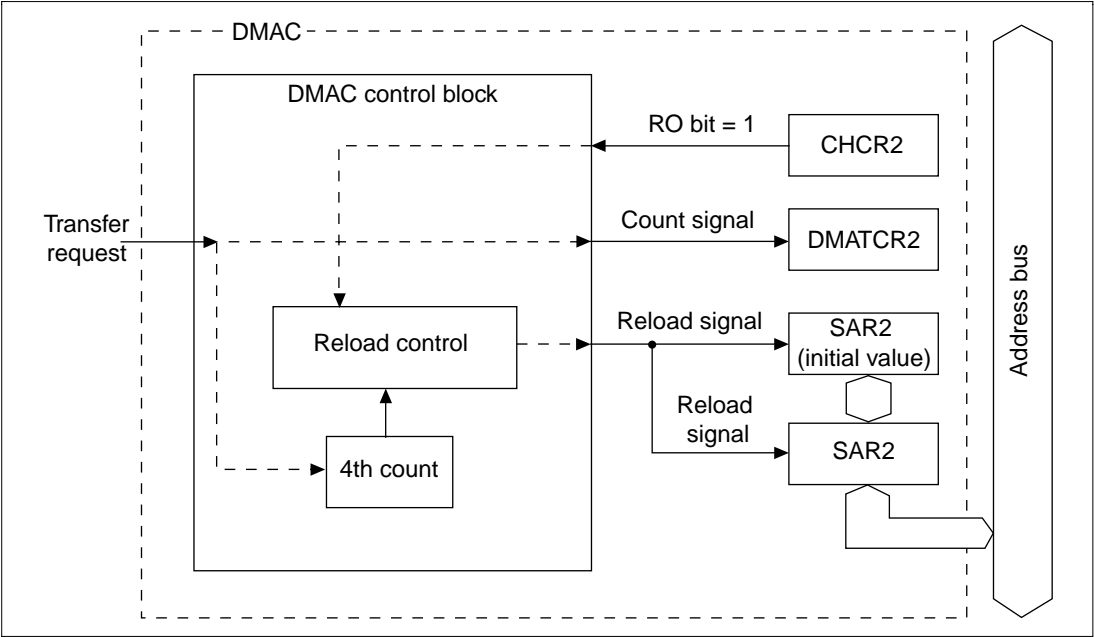 DMAC
DMAC control block
RO bit = 1
CHCR2
Transfer
request
Count signal
DMATCR2
Reload control
Reload signal
SAR2
(initial value)
Reload
signal
SAR2
4th count
Address bus